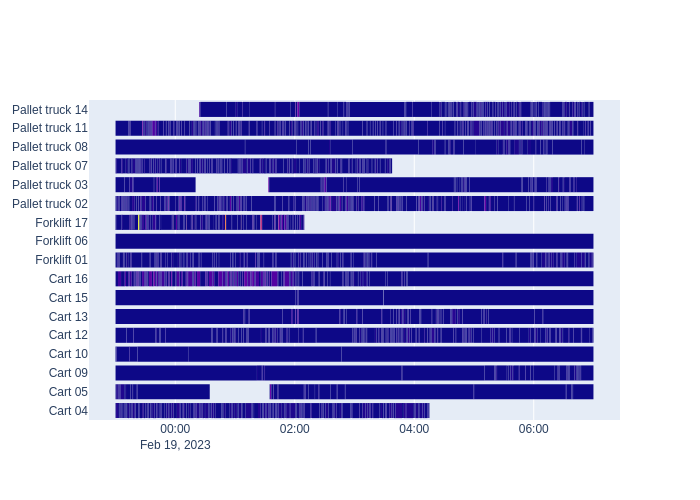 Pallet truck 14
Pallet truck 11
Pallet truck 08
Pallet truck 07
Pallet truck 03
Pallet truck 02
Forklift 17
Forklift 06
Forklift 01
Cart 16
Cart 15
Cart 13
Cart 12
Cart 10
Cart 09
Cart 05
Cart 04
00:00 02:00 04:00 06:00
Feb 19, 2023